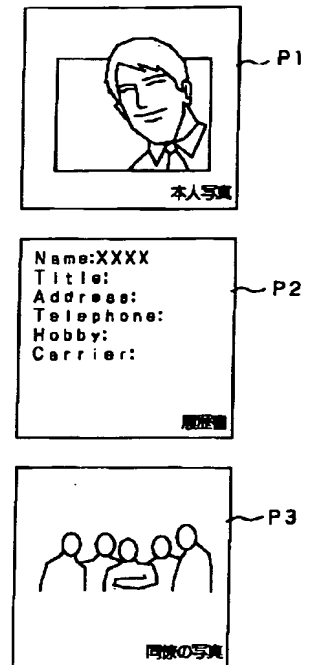 P1
本人写真
Name:XXXX
Title:
Address:
Telephone:
Hobby:
Carrier:
P2
履歴書
P3
同僚の写真